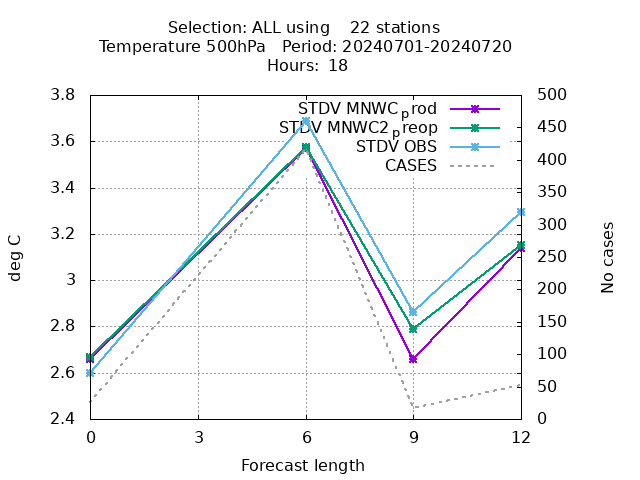 Selection: ALL using    22 stations
Temperature 500hPa   Period: 20240701-20240720
Hours: 18
3.8
3.6
3.4
3.2
3
2.8
2.6
2.4
500
450
400
350
300
250
200
150
100
50
0
deg C
No cases
STDV MNWCprod
STDV MNWC2preop
STDV OBS
CASES
0 3 6 9 12
Forecast length